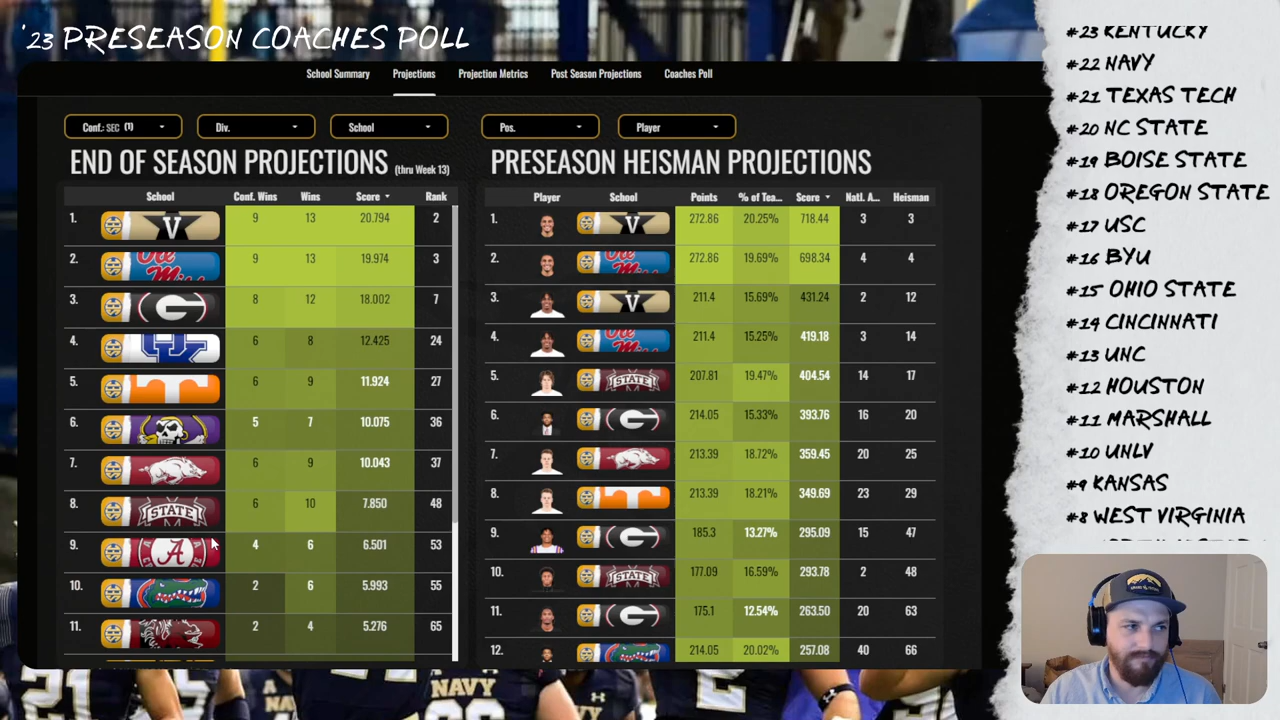 '23 PRESEASON COACHES POLL
School Summary Projections Projection Metrics Post Season Projections Coaches Poll
Conf.: SEC (1) Div. School Pos. Player
END OF SEASON PROJECTIONS (thru Week 13)
School Conf. Wins Wins Score Rank
1. V 9 13 20.794 2
2. Ole Miss 9 13 19.974 3
3. G 8 12 18.002 7
4. UK 6 8 12.425 24
5. T 6 9 11.924 27
6. 5 7 10.075 36
7. 6 9 10.043 37
8. STATE 6 10 7.850 48
9. A 4 6 6.501 53
10. 2 6 5.993 55
11. 2 4 5.276 65
PRESEASON HEISMAN PROJECTIONS
Player School Points % of Tea... Score Natl. A... Heisman
1. V 272.86 20.25% 718.44 3 3
2. Ole Miss 272.86 19.69% 698.34 4 4
3. V 211.4 15.69% 431.24 2 12
4. Ole Miss 211.4 15.25% 419.18 3 14
5. STATE 207.81 19.47% 404.54 14 17
6. G 214.05 15.33% 393.76 16 20
7. 213.39 18.72% 359.45 20 25
8. T 213.39 18.21% 349.69 23 29
9. G 185.3 13.27% 295.09 15 47
10. STATE 177.09 16.59% 293.78 2 48
11. G 175.1 12.54% 263.50 20 63
12. 214.05 20.02% 257.08 40 66
#23 KENTUCKY
#22 NAVY
#21 TEXAS TECH
#20 NC STATE
#19 BOISE STATE
#18 OREGON STATE
#17 USC
#16 BYU
#15 OHIO STATE
#14 CINCINNATI
#13 UNC
#12 HOUSTON
#11 MARSHALL
#10 UNLV
#9 KANSAS
#8 WEST VIRGINIA
21 NAVY 2